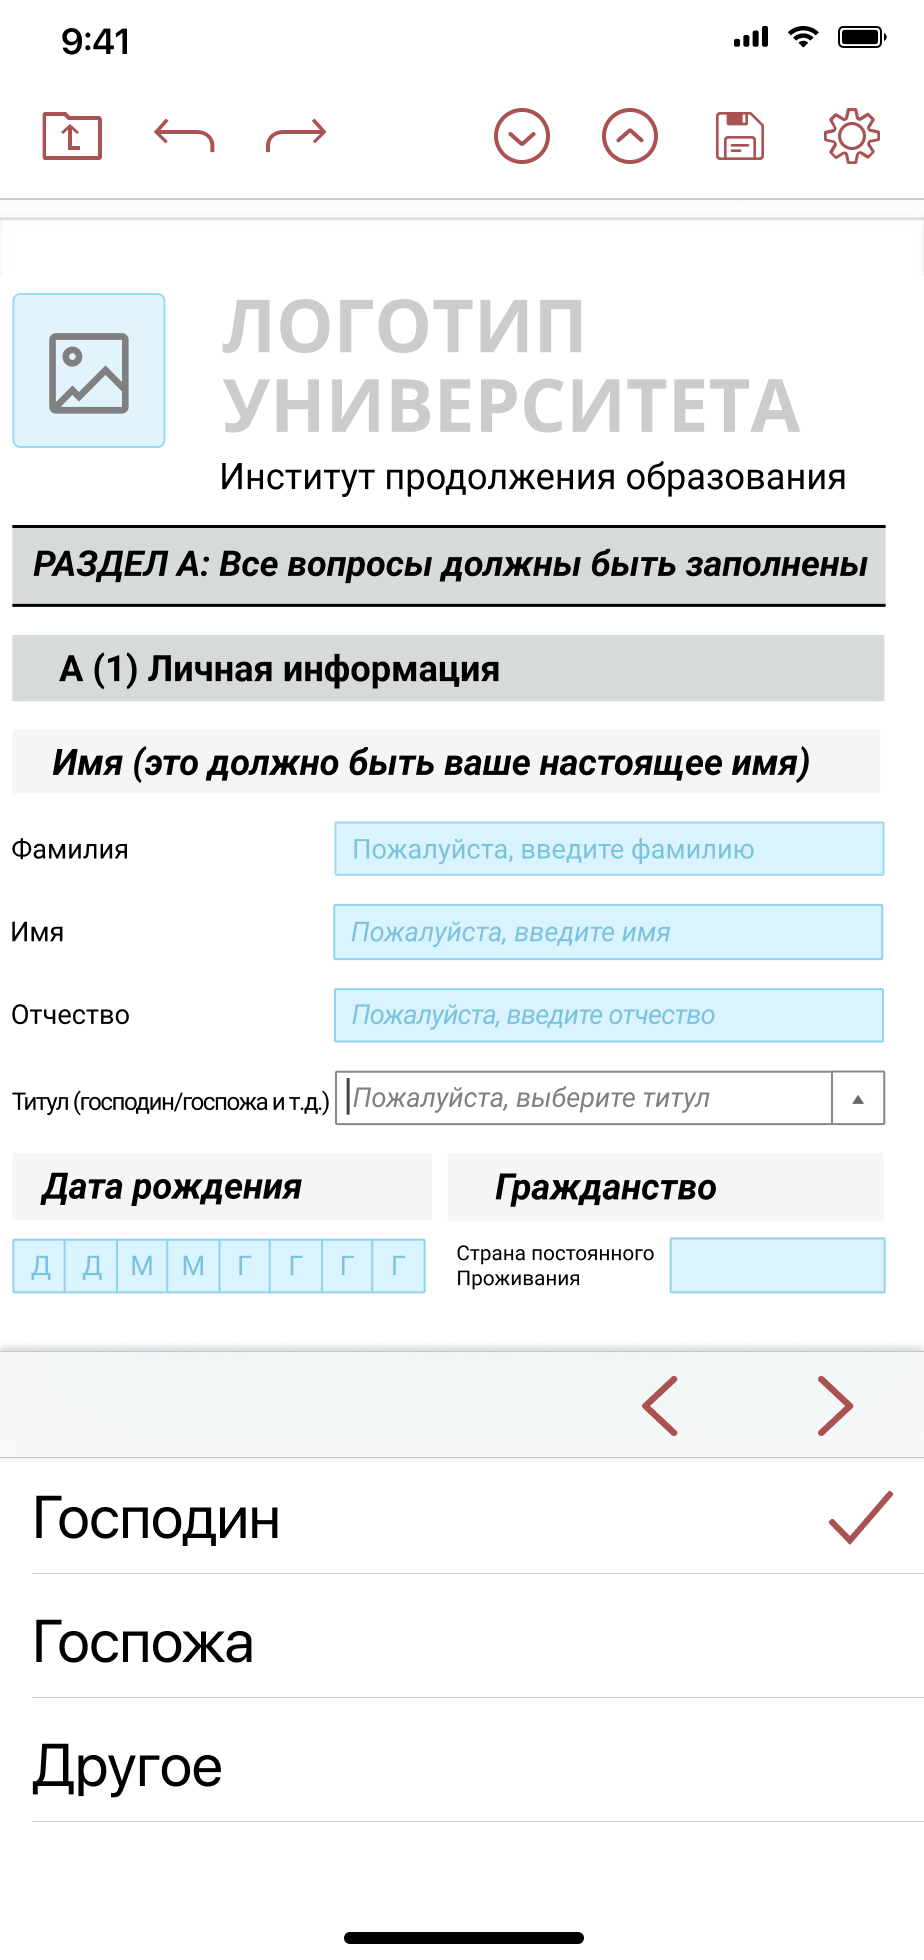 9:41
ЛОГОТИП
УНИВЕРСИТЕТА
Институт продолжения образования
РАЗДЕЛ А: Все вопросы должны быть заполнены
А (1) Личная информация
Имя (это должно быть ваше настоящее имя)
Фамилия Пожалуйста, введите фамилию
Имя Пожалуйста, введите имя
Отчество Пожалуйста, введите отчество
Титул (господин/госпожа и т.д.) Пожалуйста, выберите титул
Дата рождения Гражданство
Д Д М М Г Г Г Г
Страна постоянного
Проживания
Господин
Госпожа
Другое